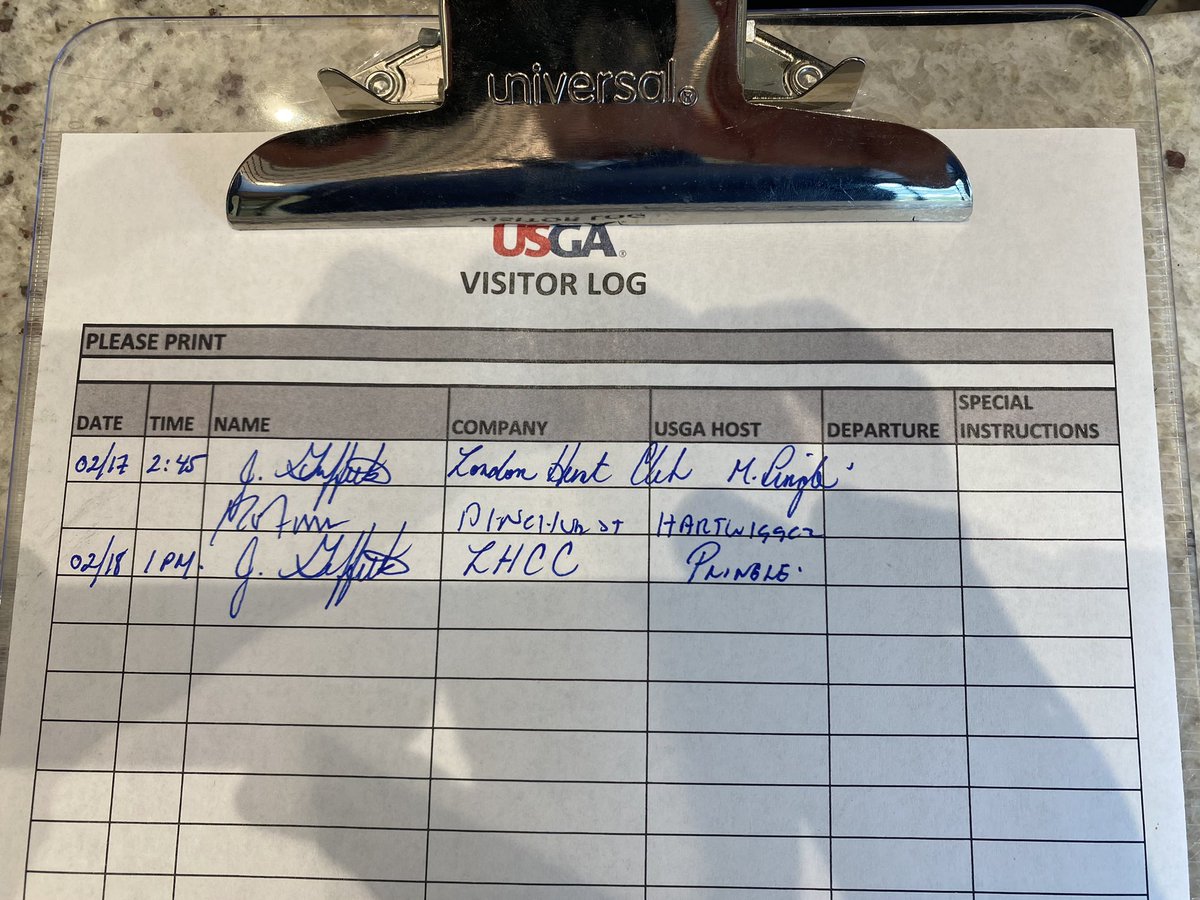 universal®
USGA®
VISITOR LOG
PLEASE PRINT
DATE TIME NAME COMPANY USGA HOST DEPARTURE SPECIAL INSTRUCTIONS
02/17 2:45 J. London Hunt Club M. Pringle
PINEHURST
02/18 1PM. J. LHCC PRINGLE.